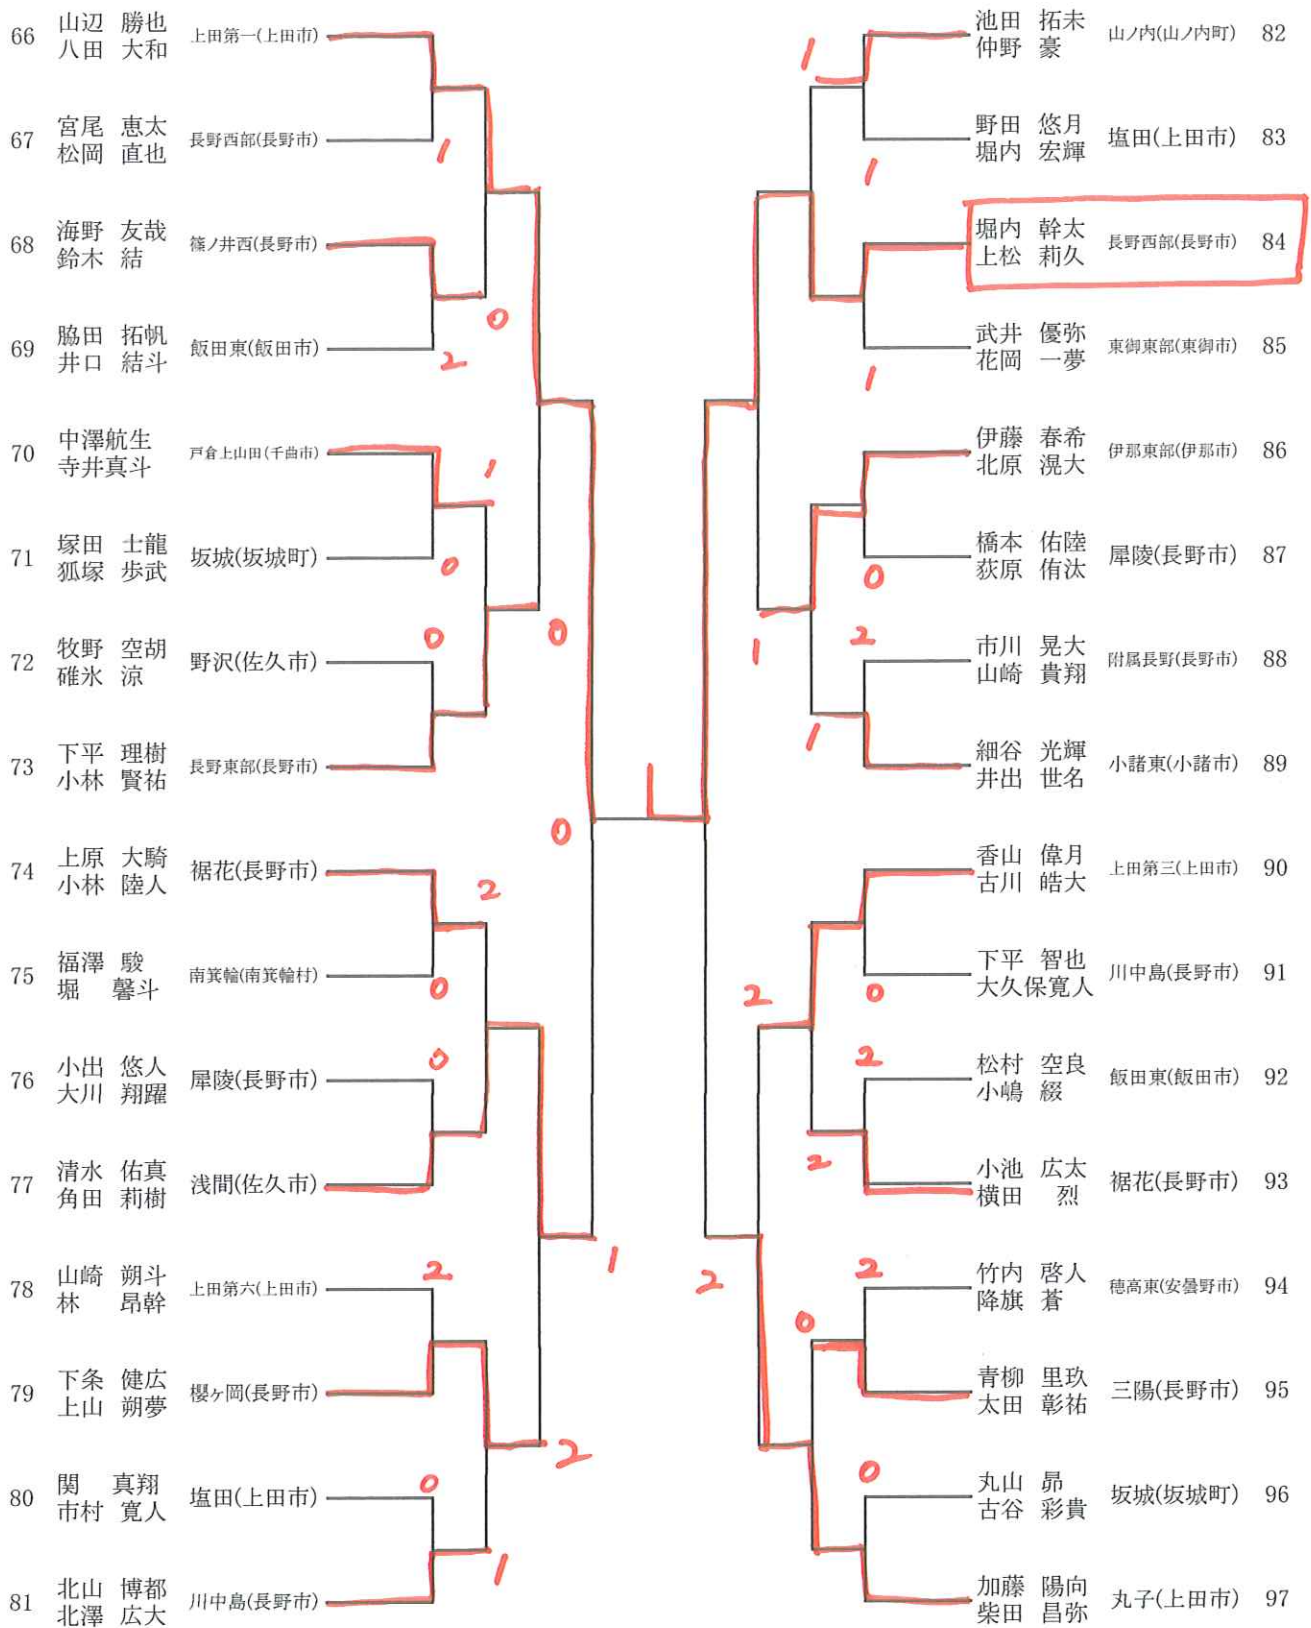 66 山辺 勝也 上田第一(上田市)
八田 大和
67 宮尾 恵太 長野西部(長野市)
松岡 直也
1
68 海野 友哉 篠ノ井西(長野市)
鈴木 結
0
69 脇田 拓帆 飯田東(飯田市)
井口 結斗
2
70 中澤航生 戸倉上山田(千曲市)
寺井真斗
1
71 塚田 士龍 坂城(坂城町)
狐塚 歩武
0
72 牧野 空胡 野沢(佐久市)
碓氷 涼
0
0
73 下平 理樹 長野東部(長野市)
小林 賢祐
0
74 上原 大騎 裾花(長野市)
小林 陸人
2
75 福澤 駿 南箕輪(南箕輪村)
堀 馨斗
0
76 小出 悠人 犀陵(長野市)
大川 翔躍
0
77 清水 佑真 浅間(佐久市)
角田 莉樹
1
78 山崎 朔斗 上田第六(上田市)
林 昂幹
2
79 下条 健広 櫻ヶ岡(長野市)
上山 朔夢
2
80 関 真翔 塩田(上田市)
市村 寛人
0
81 北山 博都 川中島(長野市)
北澤 広大
1
池田 拓未 山ノ内(山ノ内町) 82
仲野 豪
1
野田 悠月 塩田(上田市) 83
堀内 宏輝
1
堀内 幹太 長野西部(長野市) 84
上松 莉久
武井 優弥 東御東部(東御市) 85
花岡 一夢
1
伊藤 春希 伊那東部(伊那市) 86
北原 滉大
橋本 佑陸 犀陵(長野市) 87
荻原 侑汰
0
市川 晃大 附属長野(長野市) 88
山崎 貴翔
2
1
細谷 光輝 小諸東(小諸市) 89
井出 世名
1
香山 偉月 上田第三(上田市) 90
古川 皓大
下平 智也 川中島(長野市) 91
大久保寛人
0
2
松村 空良 飯田東(飯田市) 92
小嶋 綴
2
小池 広太 裾花(長野市) 93
横田 烈
2
竹内 啓人 穂高東(安曇野市) 94
降旗 蒼
2
2
0
青柳 里玖 三陽(長野市) 95
太田 彰祐
丸山 昴 坂城(坂城町) 96
古谷 彩貴
0
加藤 陽向 丸子(上田市) 97
柴田 昌弥